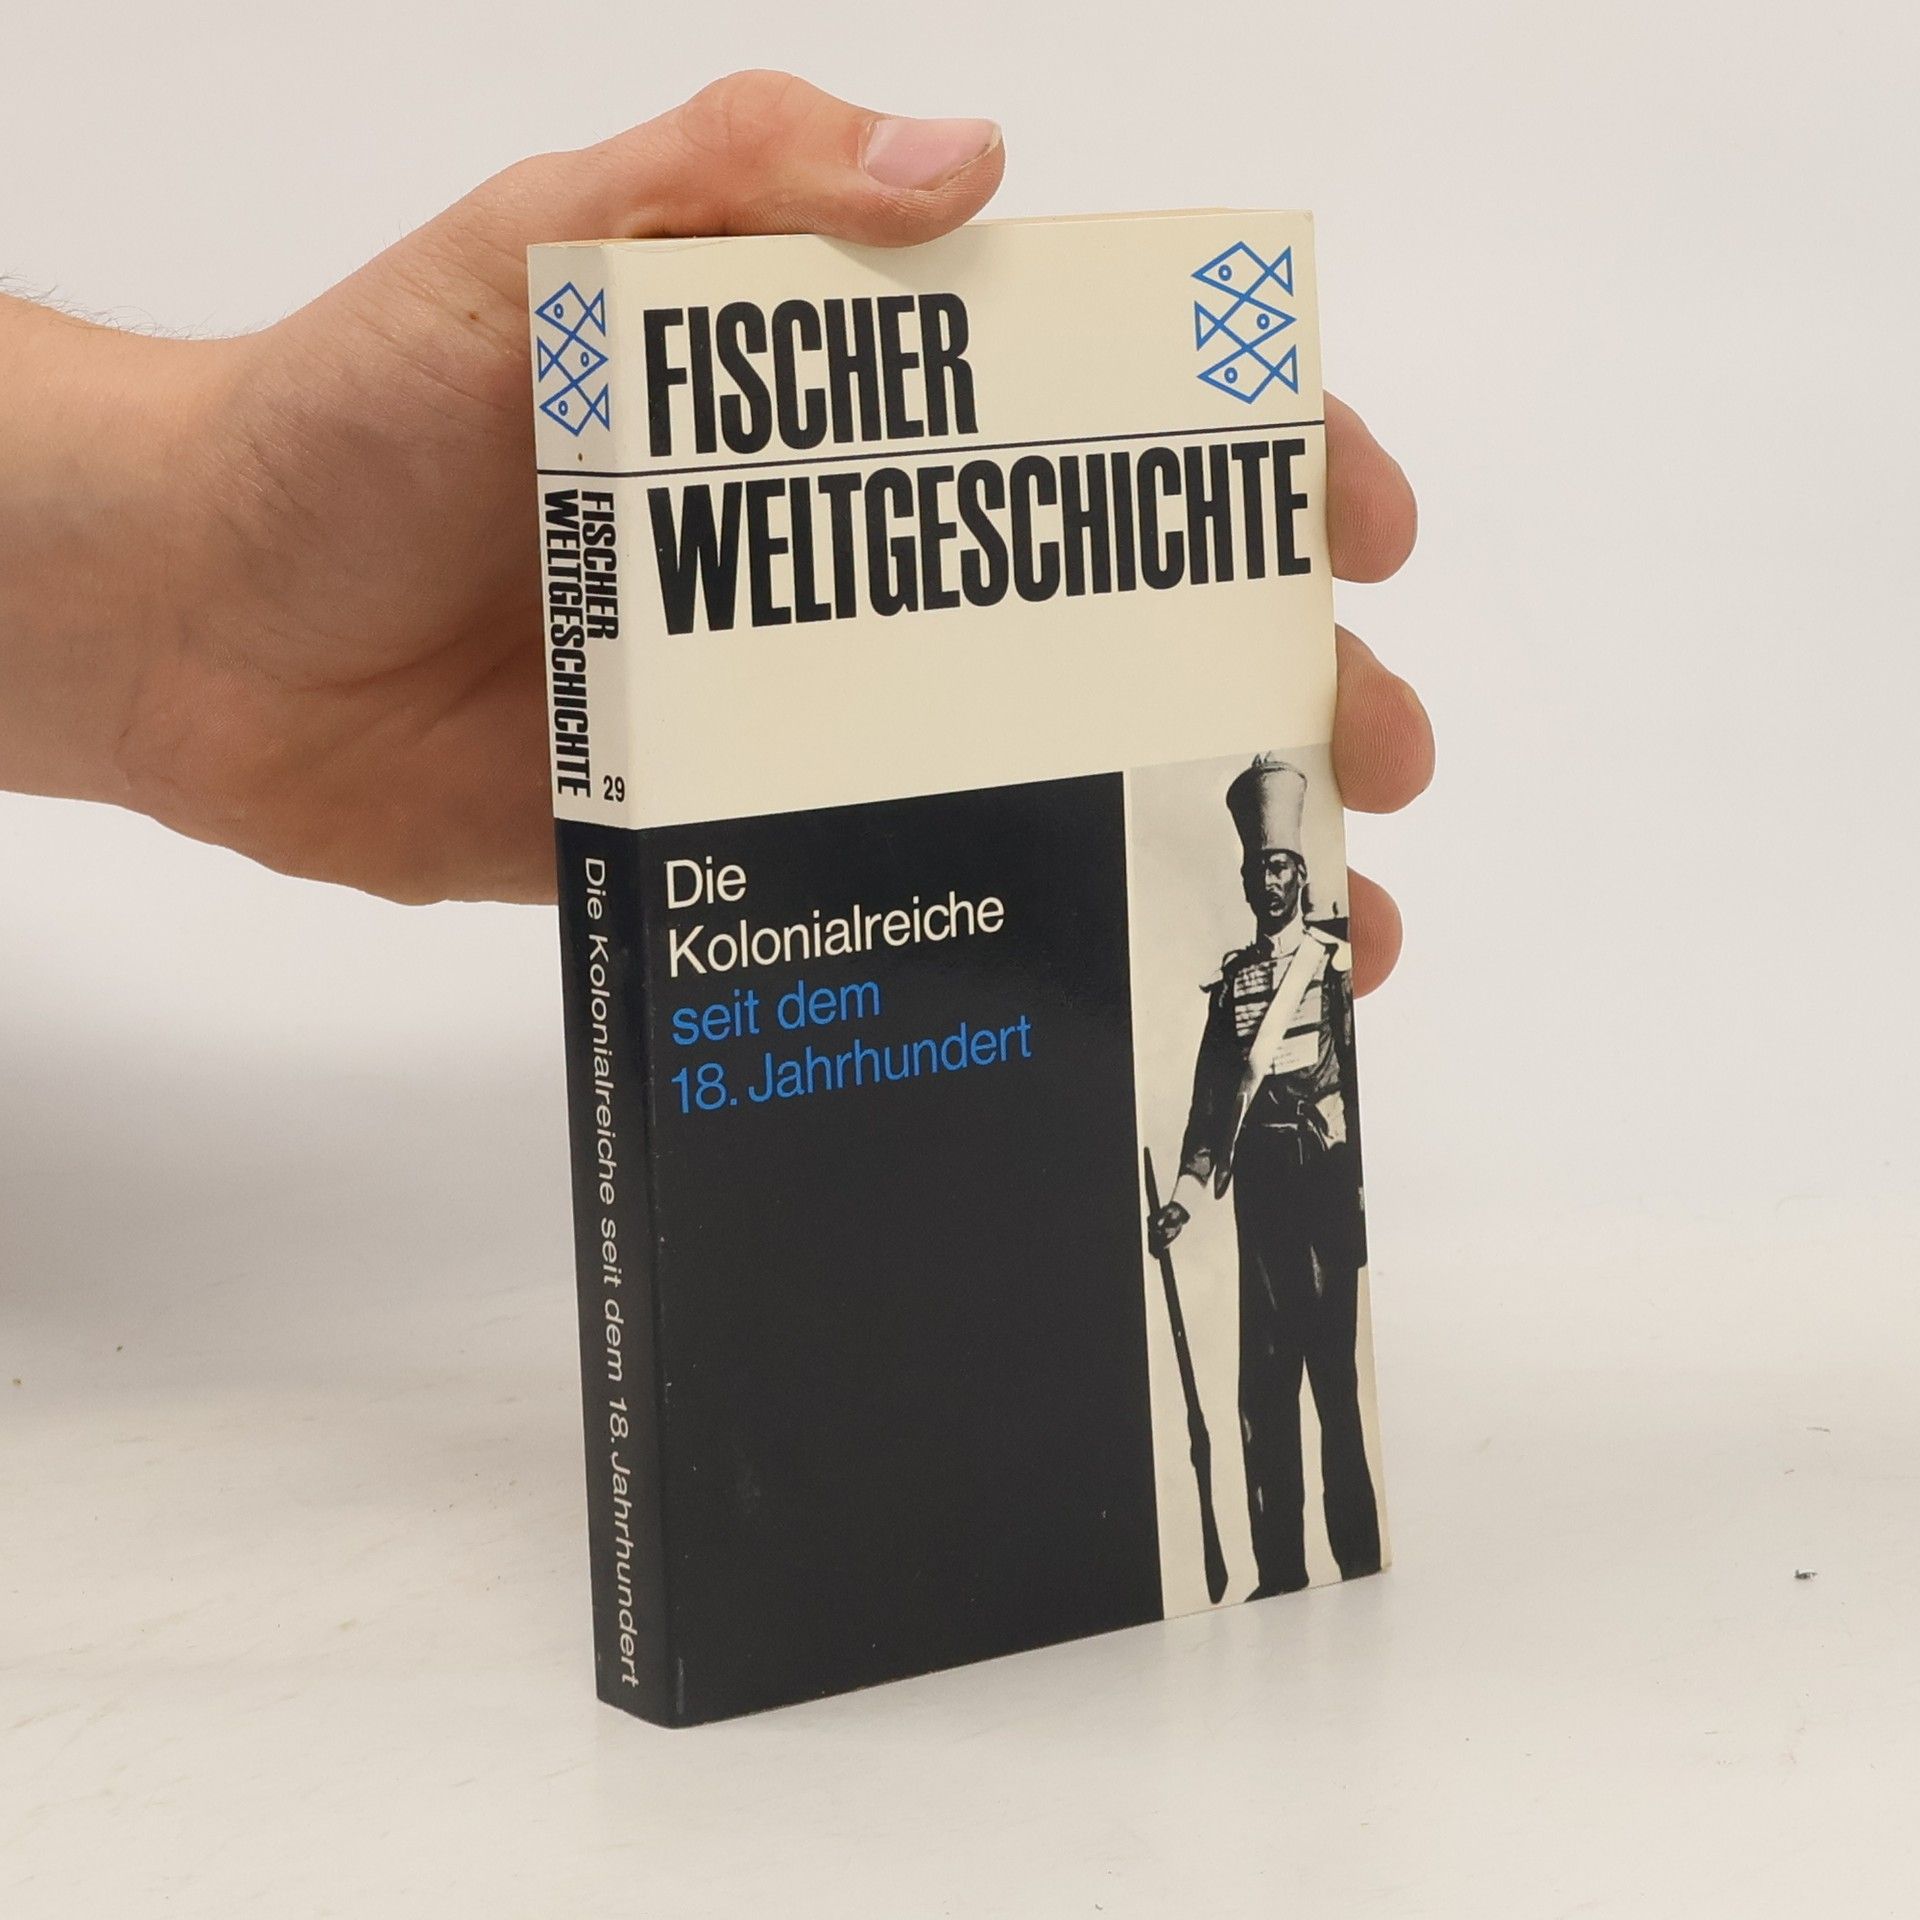 FISCHER
WELTGESCHICHTE
Die
Kolonialreiche
seit dem
18. Jahrhundert
FISCHER
WELTGESCHICHTE
29
Die Kolonialreiche seit dem 18. Jahrhundert